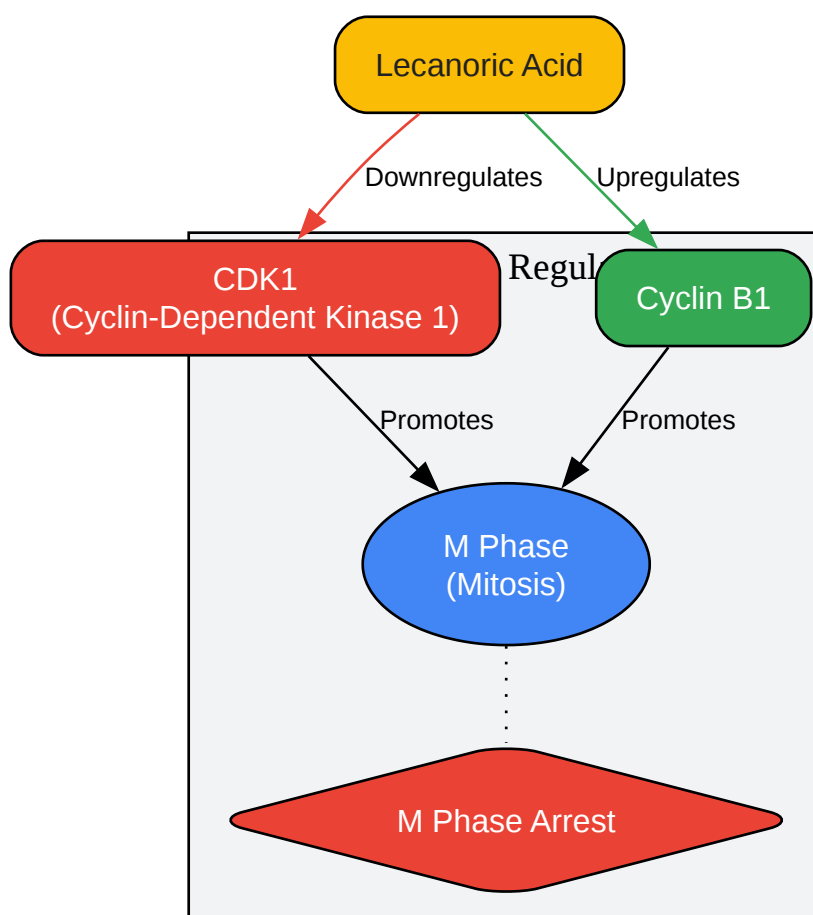 Lecanoric Acid
Downregulates
Upregulates
CDK1
(Cyclin-Dependent Kinase 1)
Cyclin B1
Promotes
Promotes
M Phase
(Mitosis)
M Phase Arrest